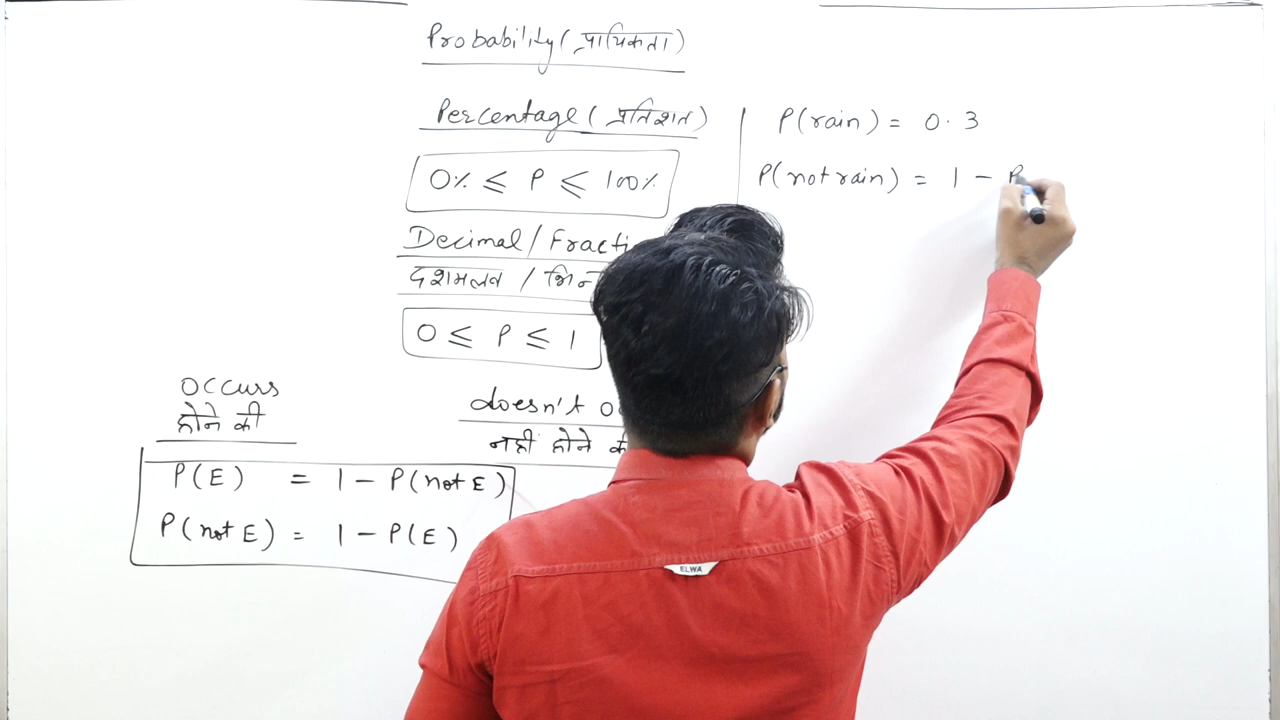 Probability (प्रायिकता)
Percentage (प्रतिशत)
0% ≤ P ≤ 100%
Decimal / Fracti
दशमलव / भिन
0 ≤ P ≤ 1
occurs
होने की
doesn't o
नही होने क
P(E) = 1 - P(not E)
P(not E) = 1 - P(E)
P(rain) = 0.3
P(not rain) = 1 - P
ELWA